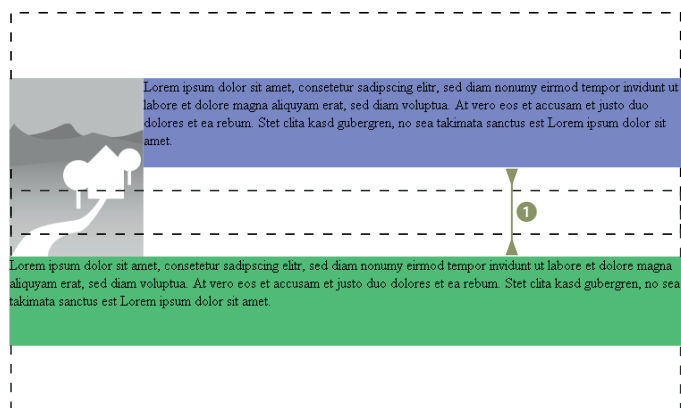 Lorem ipsum dolor sit amet, consetetur sadipscing elitr, sed diam nonumy eirmod tempor invidunt ut
labore et dolore magna aliquyam erat, sed diam voluptua. At vero eos et accusam et justo duo
dolores et ea rebum. Stet clita kasd gubergren, no sea takimata sanctus est Lorem ipsum dolor sit
amet.
1
Lorem ipsum dolor sit amet, consetetur sadipscing elitr, sed diam nonumy eirmod tempor invidunt ut labore et dolore magna
aliquyam erat, sed diam voluptua. At vero eos et accusam et justo duo dolores et ea rebum. Stet clita kasd gubergren, no sea
takimata sanctus est Lorem ipsum dolor sit amet.